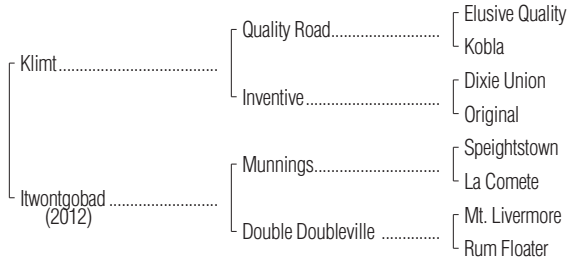 Elusive Quality
Quality Road
Kobla
Klimt
Dixie Union
Inventive
Original
Speightstown
Munnings
La Comete
Itwontgobad
(2012)
Mt. Livermore
Double Doubleville
Rum Floater